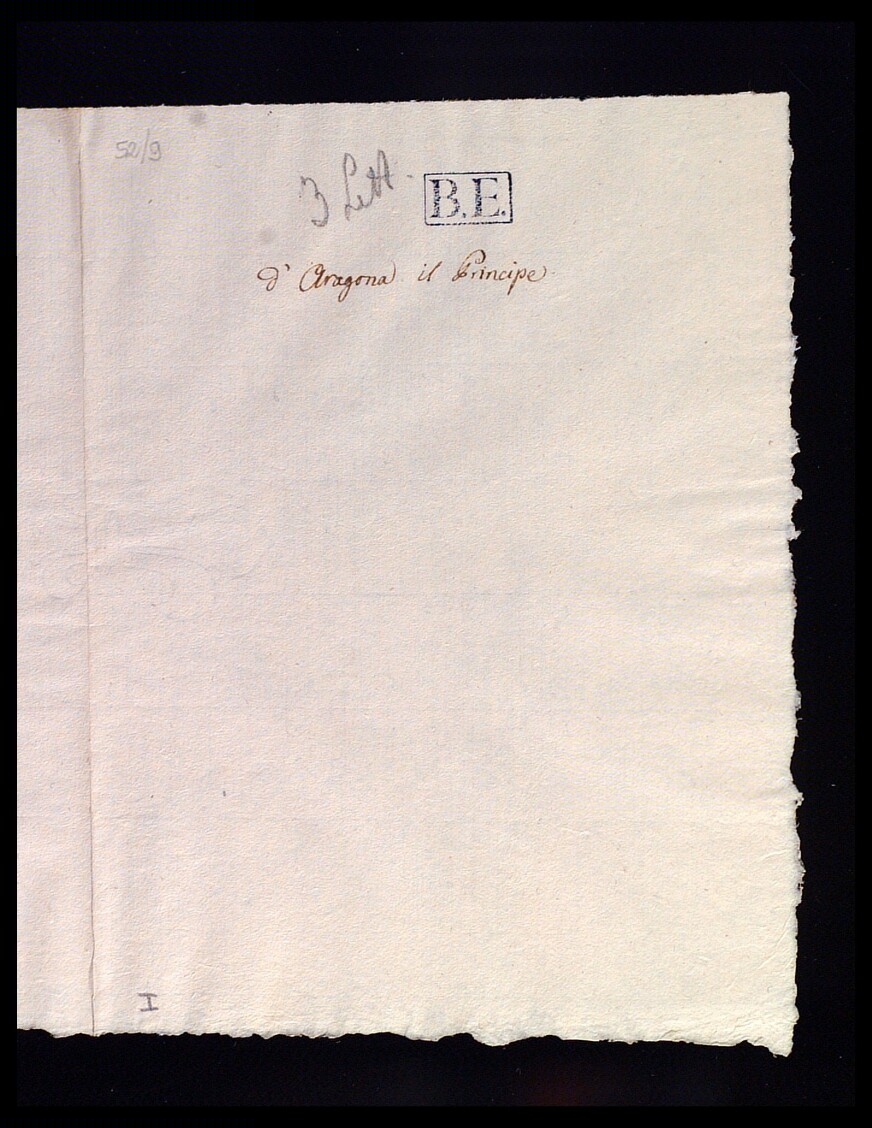 52/9
3 Lett.
B.E.
d' Aragona il Principe
I